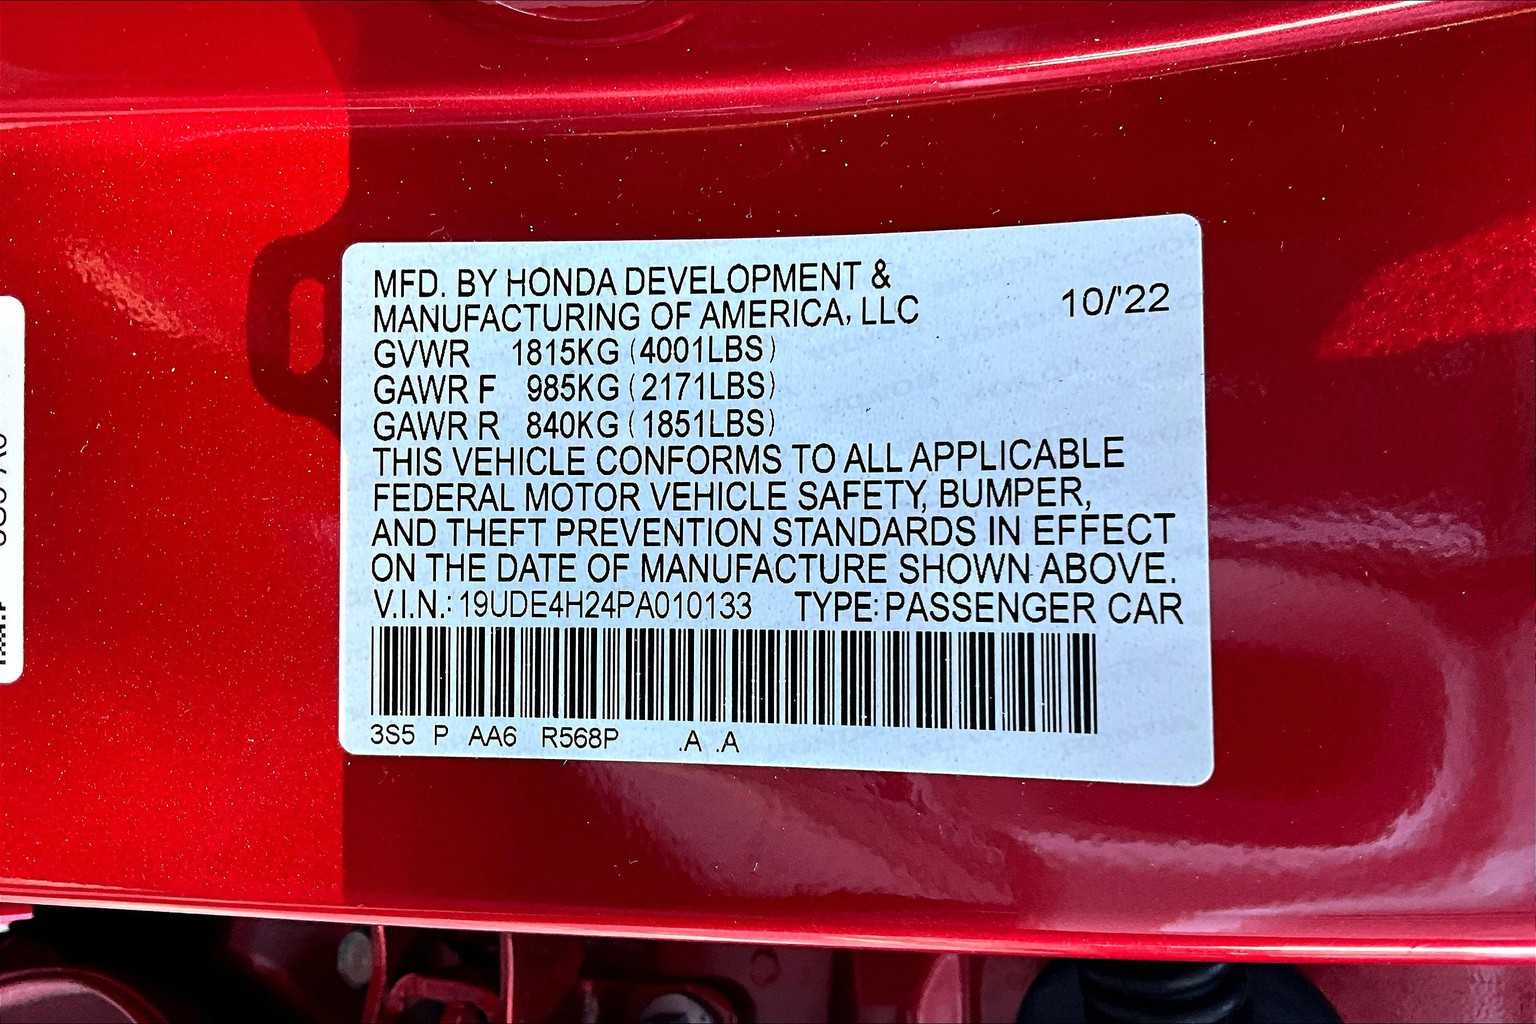 MFD. BY HONDA DEVELOPMENT &
MANUFACTURING OF AMERICA, LLC
10/'22
GVWR 1815KG (4001LBS)
GAWR F 985KG (2171LBS)
GAWR R 840KG (1851LBS)
THIS VEHICLE CONFORMS TO ALL APPLICABLE
FEDERAL MOTOR VEHICLE SAFETY, BUMPER,
AND THEFT PREVENTION STANDARDS IN EFFECT
ON THE DATE OF MANUFACTURE SHOWN ABOVE.
V.I.N.: 19UDE4H24PA010133 TYPE: PASSENGER CAR
3S5 P AA6 R568P .A .A